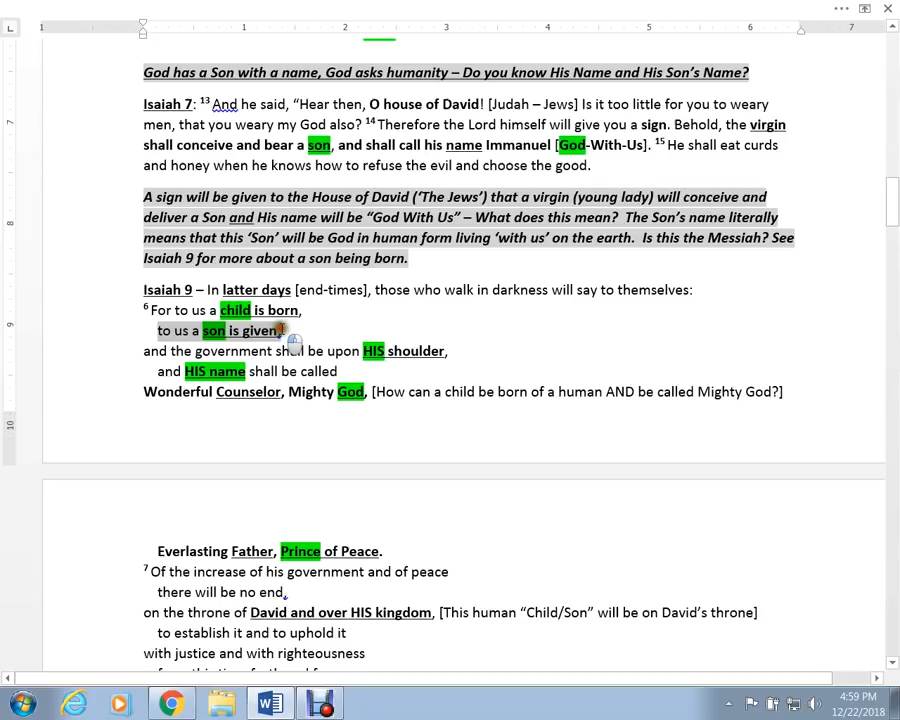 1 1 2 3 4 5 6 7
God has a Son with a name, God asks humanity – Do you know His Name and His Son's Name?
Isaiah 7: 13 And he said, "Hear then, O house of David! [Judah – Jews] Is it too little for you to weary
men, that you weary my God also? 14 Therefore the Lord himself will give you a sign. Behold, the virgin
shall conceive and bear a son, and shall call his name Immanuel [God-With-Us]. 15 He shall eat curds
and honey when he knows how to refuse the evil and choose the good.
7
A sign will be given to the House of David ('The Jews') that a virgin (young lady) will conceive and
deliver a Son and His name will be "God With Us" – What does this mean?  The Son's name literally
8
means that this 'Son' will be God in human form living 'with us' on the earth.  Is this the Messiah? See
Isaiah 9 for more about a son being born.
Isaiah 9 – In latter days [end-times], those who walk in darkness will say to themselves:
6 For to us a child is born,
9
to us a son is given,
and the government shall be upon HIS shoulder,
and HIS name shall be called
Wonderful Counselor, Mighty God, [How can a child be born of a human AND be called Mighty God?]
10
Everlasting Father, Prince of Peace.
7 Of the increase of his government and of peace
there will be no end,
on the throne of David and over HIS kingdom, [This human "Child/Son" will be on David's throne]
to establish it and to uphold it
with justice and with righteousness
4:59 PM
12/22/2018